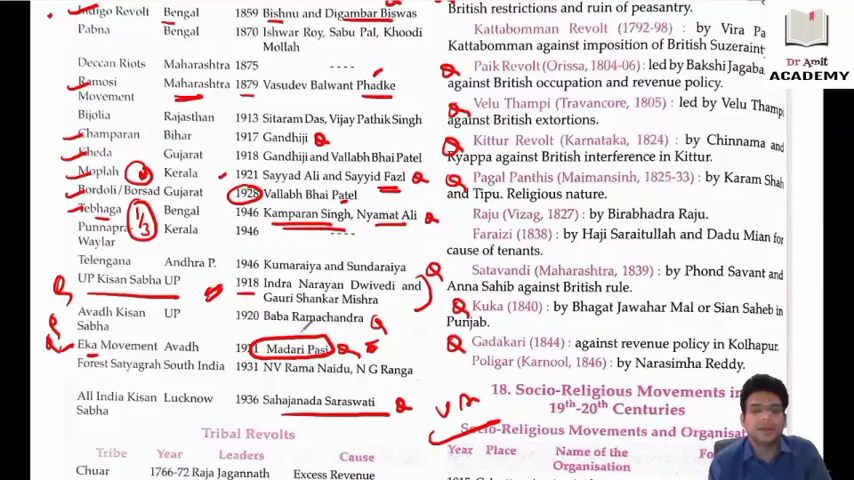 Indigo Revolt Bengal 1859 Bishnu and Digambar Biswas
Pabna Bengal 1870 Ishwar Roy, Sabu Pal, Khoodi
Mollah
Deccan Riots Maharashtra 1875 ----
Ramosi Maharashtra 1879 Vasudev Balwant Phadke
Movement
Bijolia Rajasthan 1913 Sitaram Das, Vijay Pathik Singh
Champaran Bihar 1917 Gandhiji
Kheda Gujarat 1918 Gandhiji and Vallabh Bhai Patel
Moplah Kerala 1921 Sayyad Ali and Sayyid Fazl
Bordoli/Borsad Gujarat 1928 Vallabh Bhai Patel
Tebhaga 1/3 Bengal 1946 Kamparan Singh, Nyamat Ali
Punnapra- Kerala 1946 ----
Waylar
Telengana Andhra P. 1946 Kumaraiya and Sundaraiya
UP Kisan Sabha UP 1918 Indra Narayan Dwivedi and
Gauri Shankar Mishra
Avadh Kisan UP 1920 Baba Ramachandra
Sabha
Eka Movement Avadh Madari Pasi
Forest Satyagrah South India 1931 NV Rama Naidu, N G Ranga
All India Kisan Lucknow 1936 Sahajanada Saraswati
Sabha
Tribal Revolts
Tribe Year Leaders Cause
Chuar 1766-72 Raja Jagannath Excess Revenue
British restrictions and ruin of peasantry.
Kattabomman Revolt (1792-98) : by Vira
Kattabomman against imposition of British
Paik Revolt (Orissa, 1804-06) : led by Bakshi
against British occupation and revenue policy.
Velu Thampi (Travancore, 1805) : led by Velu Thampi
against British extortions.
Kittur Revolt (Karnataka, 1824) : by Chinnama and
Ryappa against British interference in Kittur.
Pagal Panthis (Maimansinh, 1825-33) : by Karam Shah
and Tipu. Religious nature.
Raju (Vizag, 1827) : by Birabhadra Raju.
Faraizi (1838) : by Haji Saraitullah and Dadu Mian for
cause of tenants.
Satavandi (Maharashtra, 1839) : by Phond Savant and
Anna Sahib against British rule.
Kuka (1840) : by Bhagat Jawahar Mal or Sian Saheb in
Punjab.
Gadakari (1844) : against revenue policy in Kolhapur.
Poligar (Karnool, 1846) : by Narasimha Reddy.
18. Socio-Religious Movements in
19th-20th Centuries
Socio-Religious Movements and
Year Place Name of the
Organisation
Dr Amit
ACADEMY